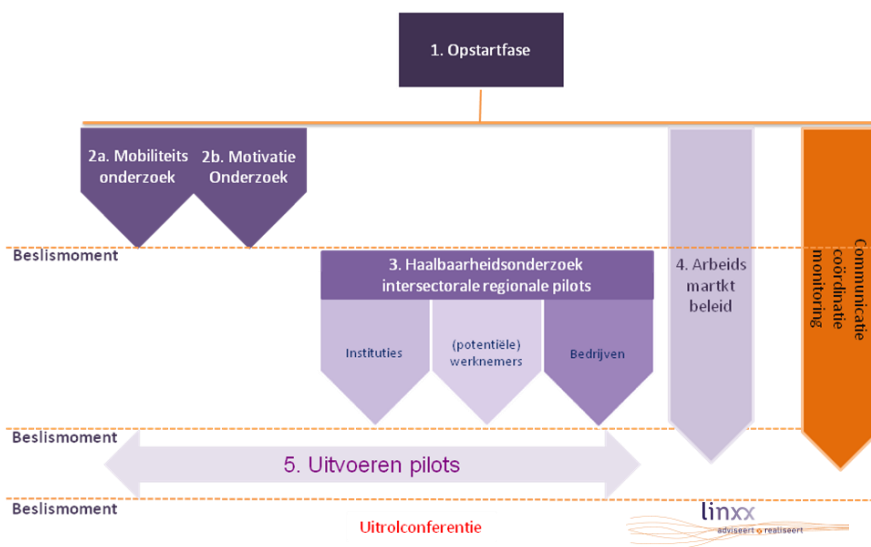 1. Opstartfase
2a. Mobiliteits
onderzoek
2b. Motivatie
Onderzoek
Beslismoment
3. Haalbaarheidsonderzoek
intersectorale regionale pilots
Instituties
(potentiële)
werknemers
Bedrijven
4. Arbeids
martkt
beleid
Communicatie
coördinatie
monitoring
Beslismoment
5. Uitvoeren pilots
Beslismoment
Uitrolconferentie
linxx
adviseert realiseert